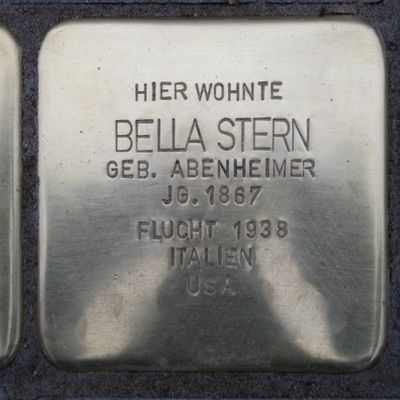 HIER WOHNTE
BELLA STERN
GEB. ABENHEIMER
JG. 1867
FLUCHT 1938
ITALIEN
USA